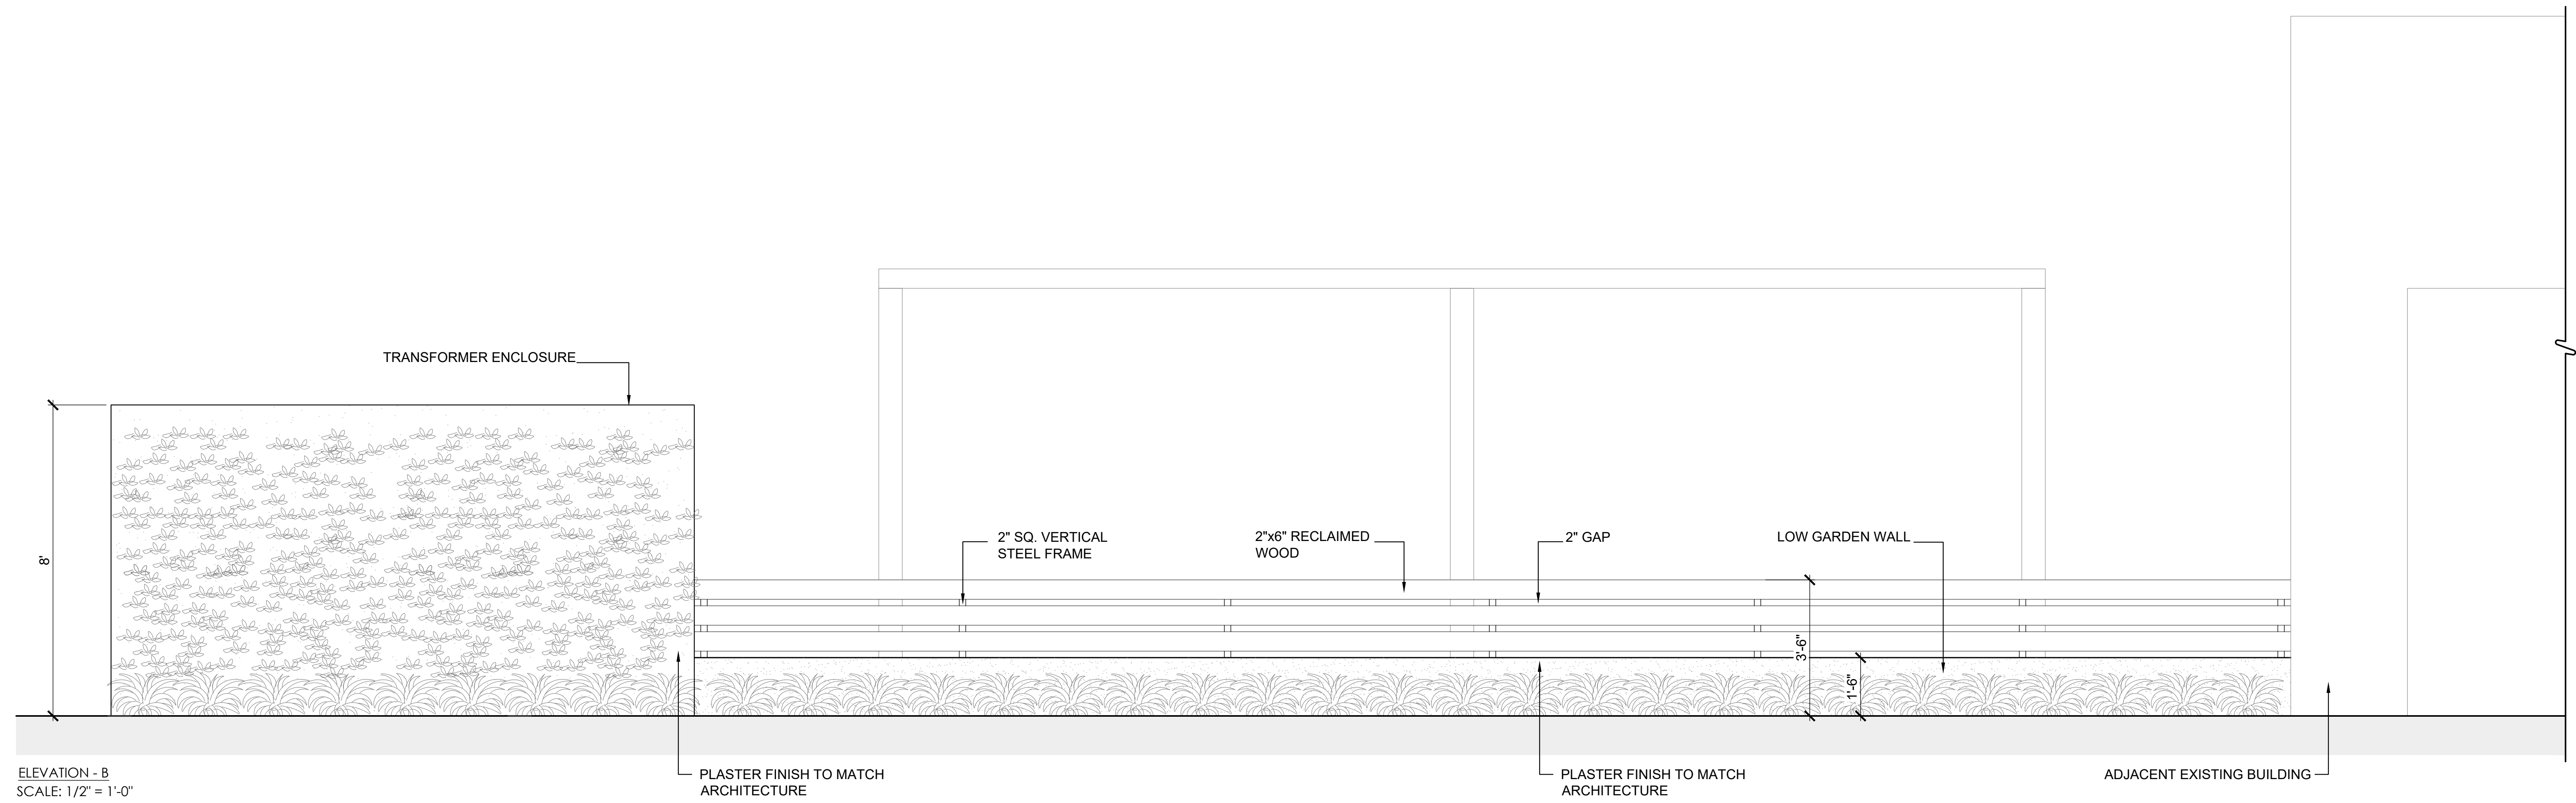 TRANSFORMER ENCLOSURE
8'
2" SQ. VERTICAL
STEEL FRAME
2"x6" RECLAIMED
WOOD
2" GAP
LOW GARDEN WALL
3'-6"
1'-6"
PLASTER FINISH TO MATCH
ARCHITECTURE
PLASTER FINISH TO MATCH
ARCHITECTURE
ADJACENT EXISTING BUILDING
ELEVATION - B
SCALE: 1/2" = 1'-0"